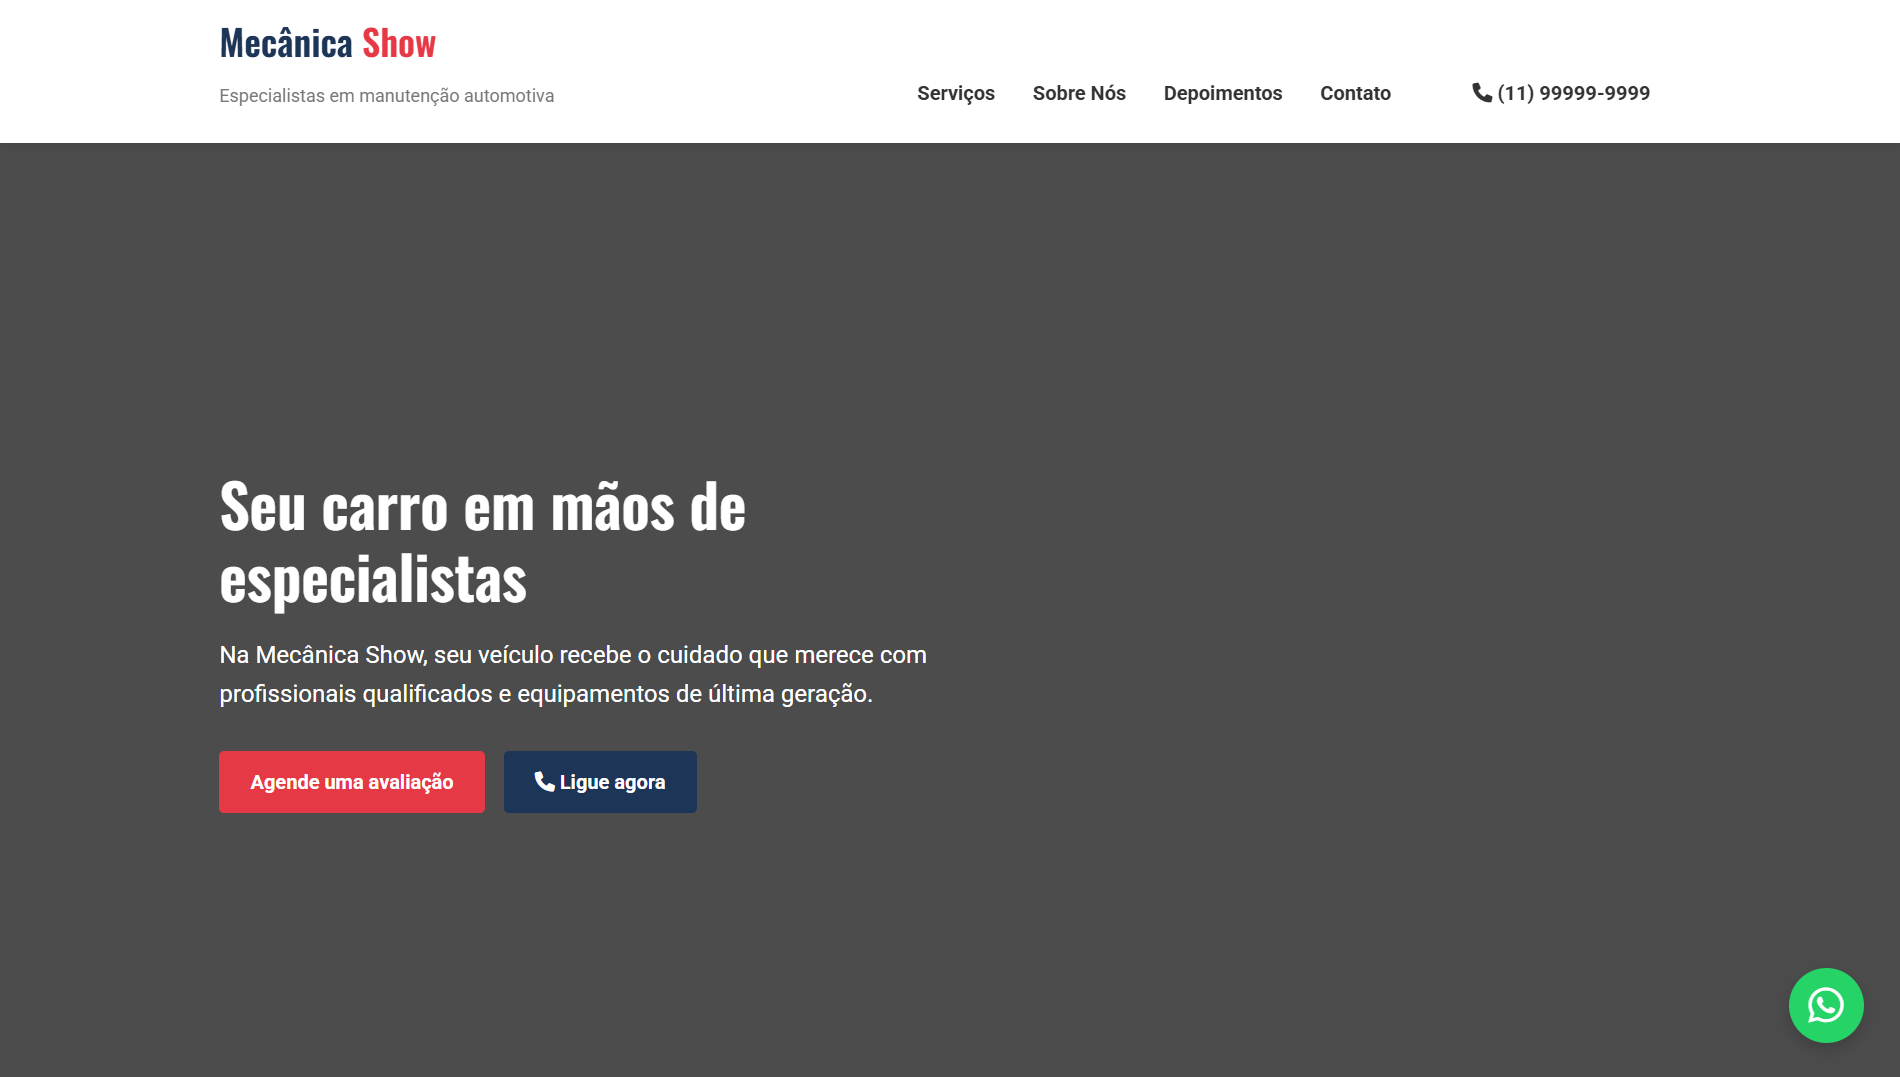 Mecânica Show
Especialistas em manutenção automotiva
Serviços Sobre Nós Depoimentos Contato (11) 99999-9999
Seu carro em mãos de
especialistas
Na Mecânica Show, seu veículo recebe o cuidado que merece com
profissionais qualificados e equipamentos de última geração.
Agende uma avaliação Ligue agora